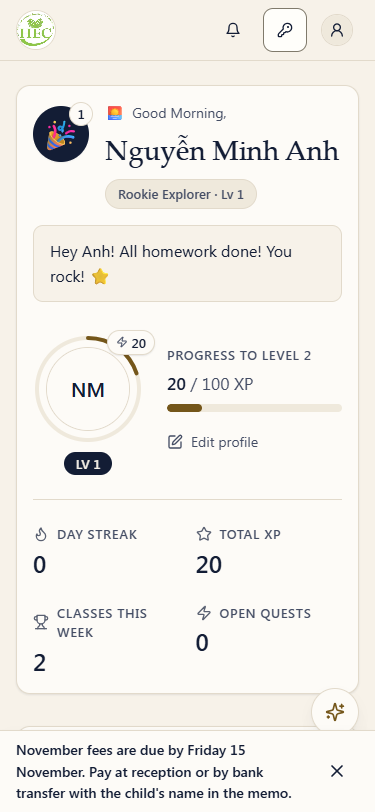 HEC
1
Good Morning,
Nguyễn Minh Anh
Rookie Explorer · Lv 1
Hey Anh! All homework done! You
rock! ⭐
20
NM
LV 1
PROGRESS TO LEVEL 2
20 / 100 XP
Edit profile
DAY STREAK
0
TOTAL XP
20
CLASSES THIS
WEEK
2
OPEN QUESTS
0
November fees are due by Friday 15
November. Pay at reception or by bank
transfer with the child's name in the memo.